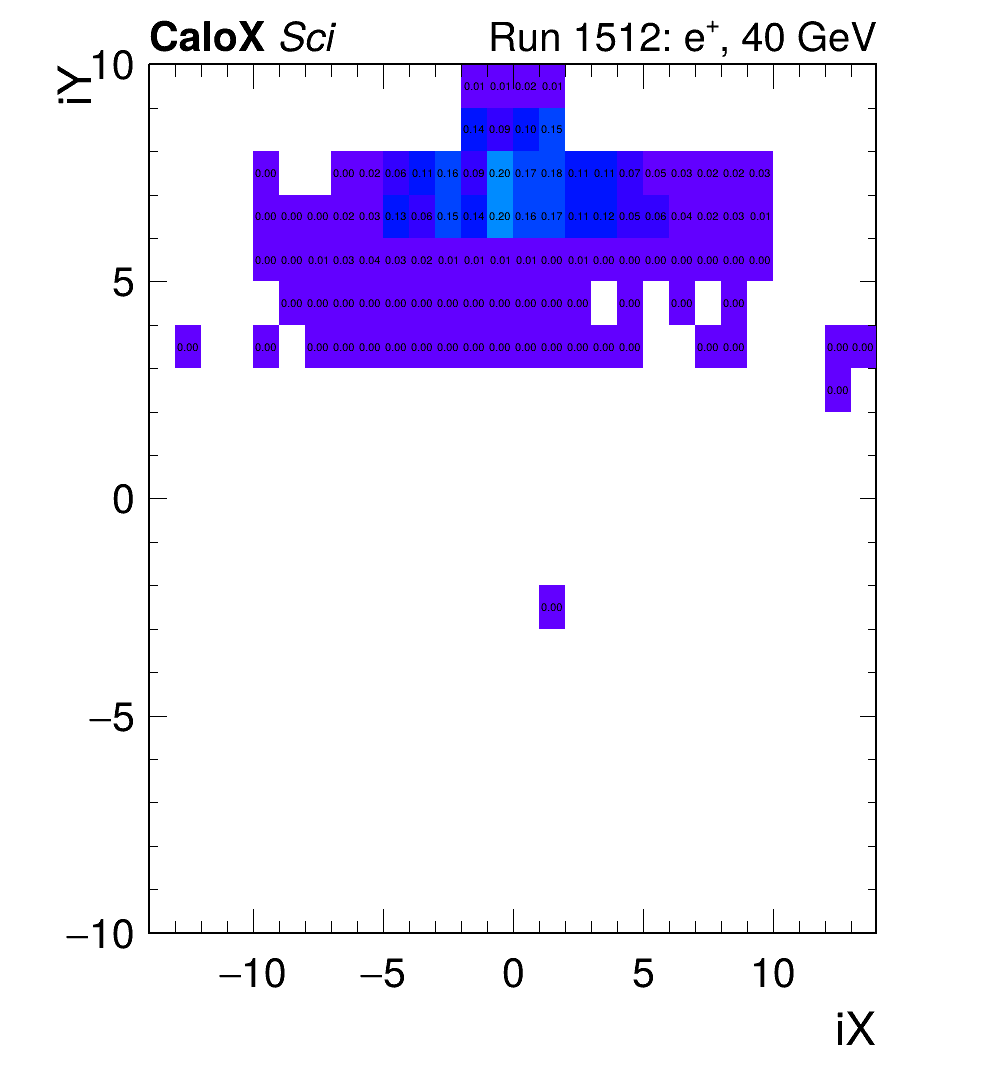 CaloX Sci Run 1512: e⁺, 40 GeV
iY
10
0.01 0.01 0.02 0.01
0.14 0.09 0.10 0.15
0.00 0.00 0.02 0.08 0.11 0.16 0.09 0.20 0.17 0.18 0.11 0.11 0.07 0.05 0.03 0.02 0.02 0.03
0.00 0.00 0.00 0.02 0.03 0.13 0.06 0.15 0.14 0.20 0.16 0.17 0.11 0.12 0.05 0.06 0.04 0.02 0.03 0.01
0.00 0.00 0.01 0.03 0.04 0.03 0.02 0.01 0.01 0.01 0.01 0.00 0.01 0.00 0.00 0.00 0.00 0.00 0.00 0.00
5
0.00 0.00 0.00 0.00 0.00 0.00 0.00 0.00 0.00 0.00 0.00 0.00 0.00 0.00 0.00
0.00 0.00 0.00 0.00 0.00 0.00 0.00 0.00 0.00 0.00 0.00 0.00 0.00 0.00 0.00 0.00 0.00 0.00 0.00
0.00
0
0.00
−5
−10
−10 −5 0 5 10
iX